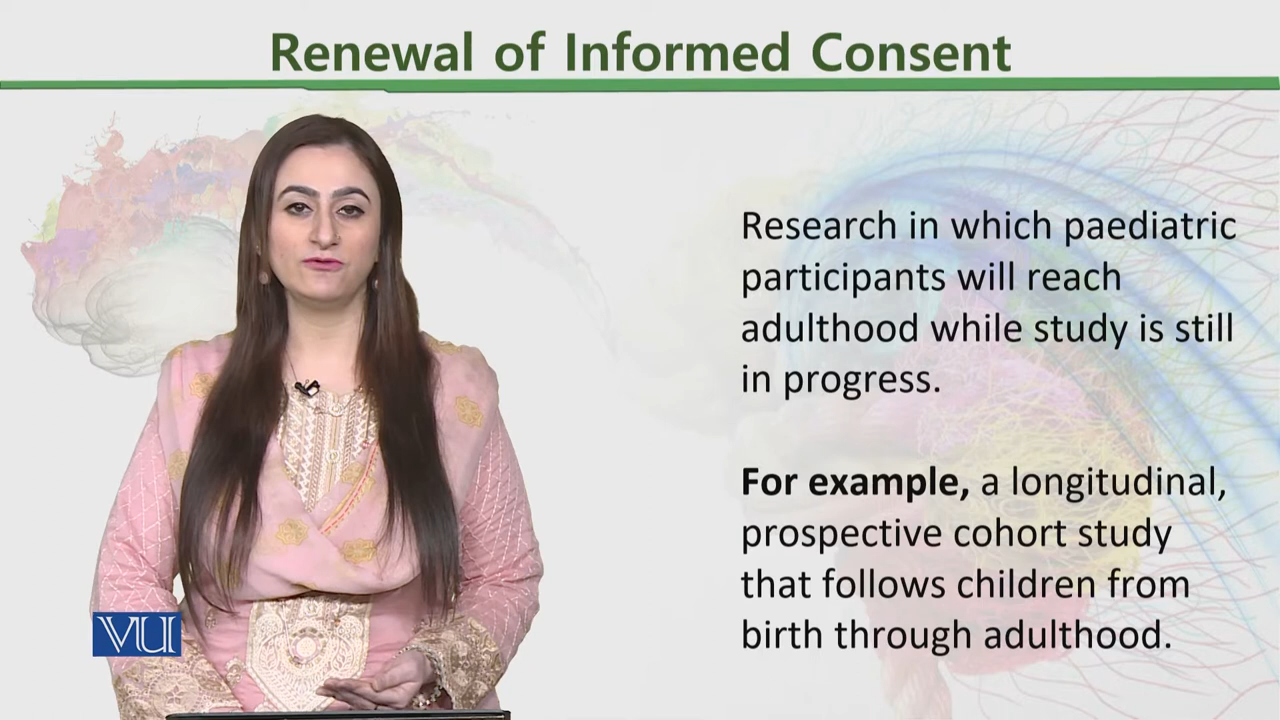 Renewal of Informed Consent
Research in which paediatric
participants will reach
adulthood while study is still
in progress.
For example, a longitudinal,
prospective cohort study
that follows children from
birth through adulthood.
VU